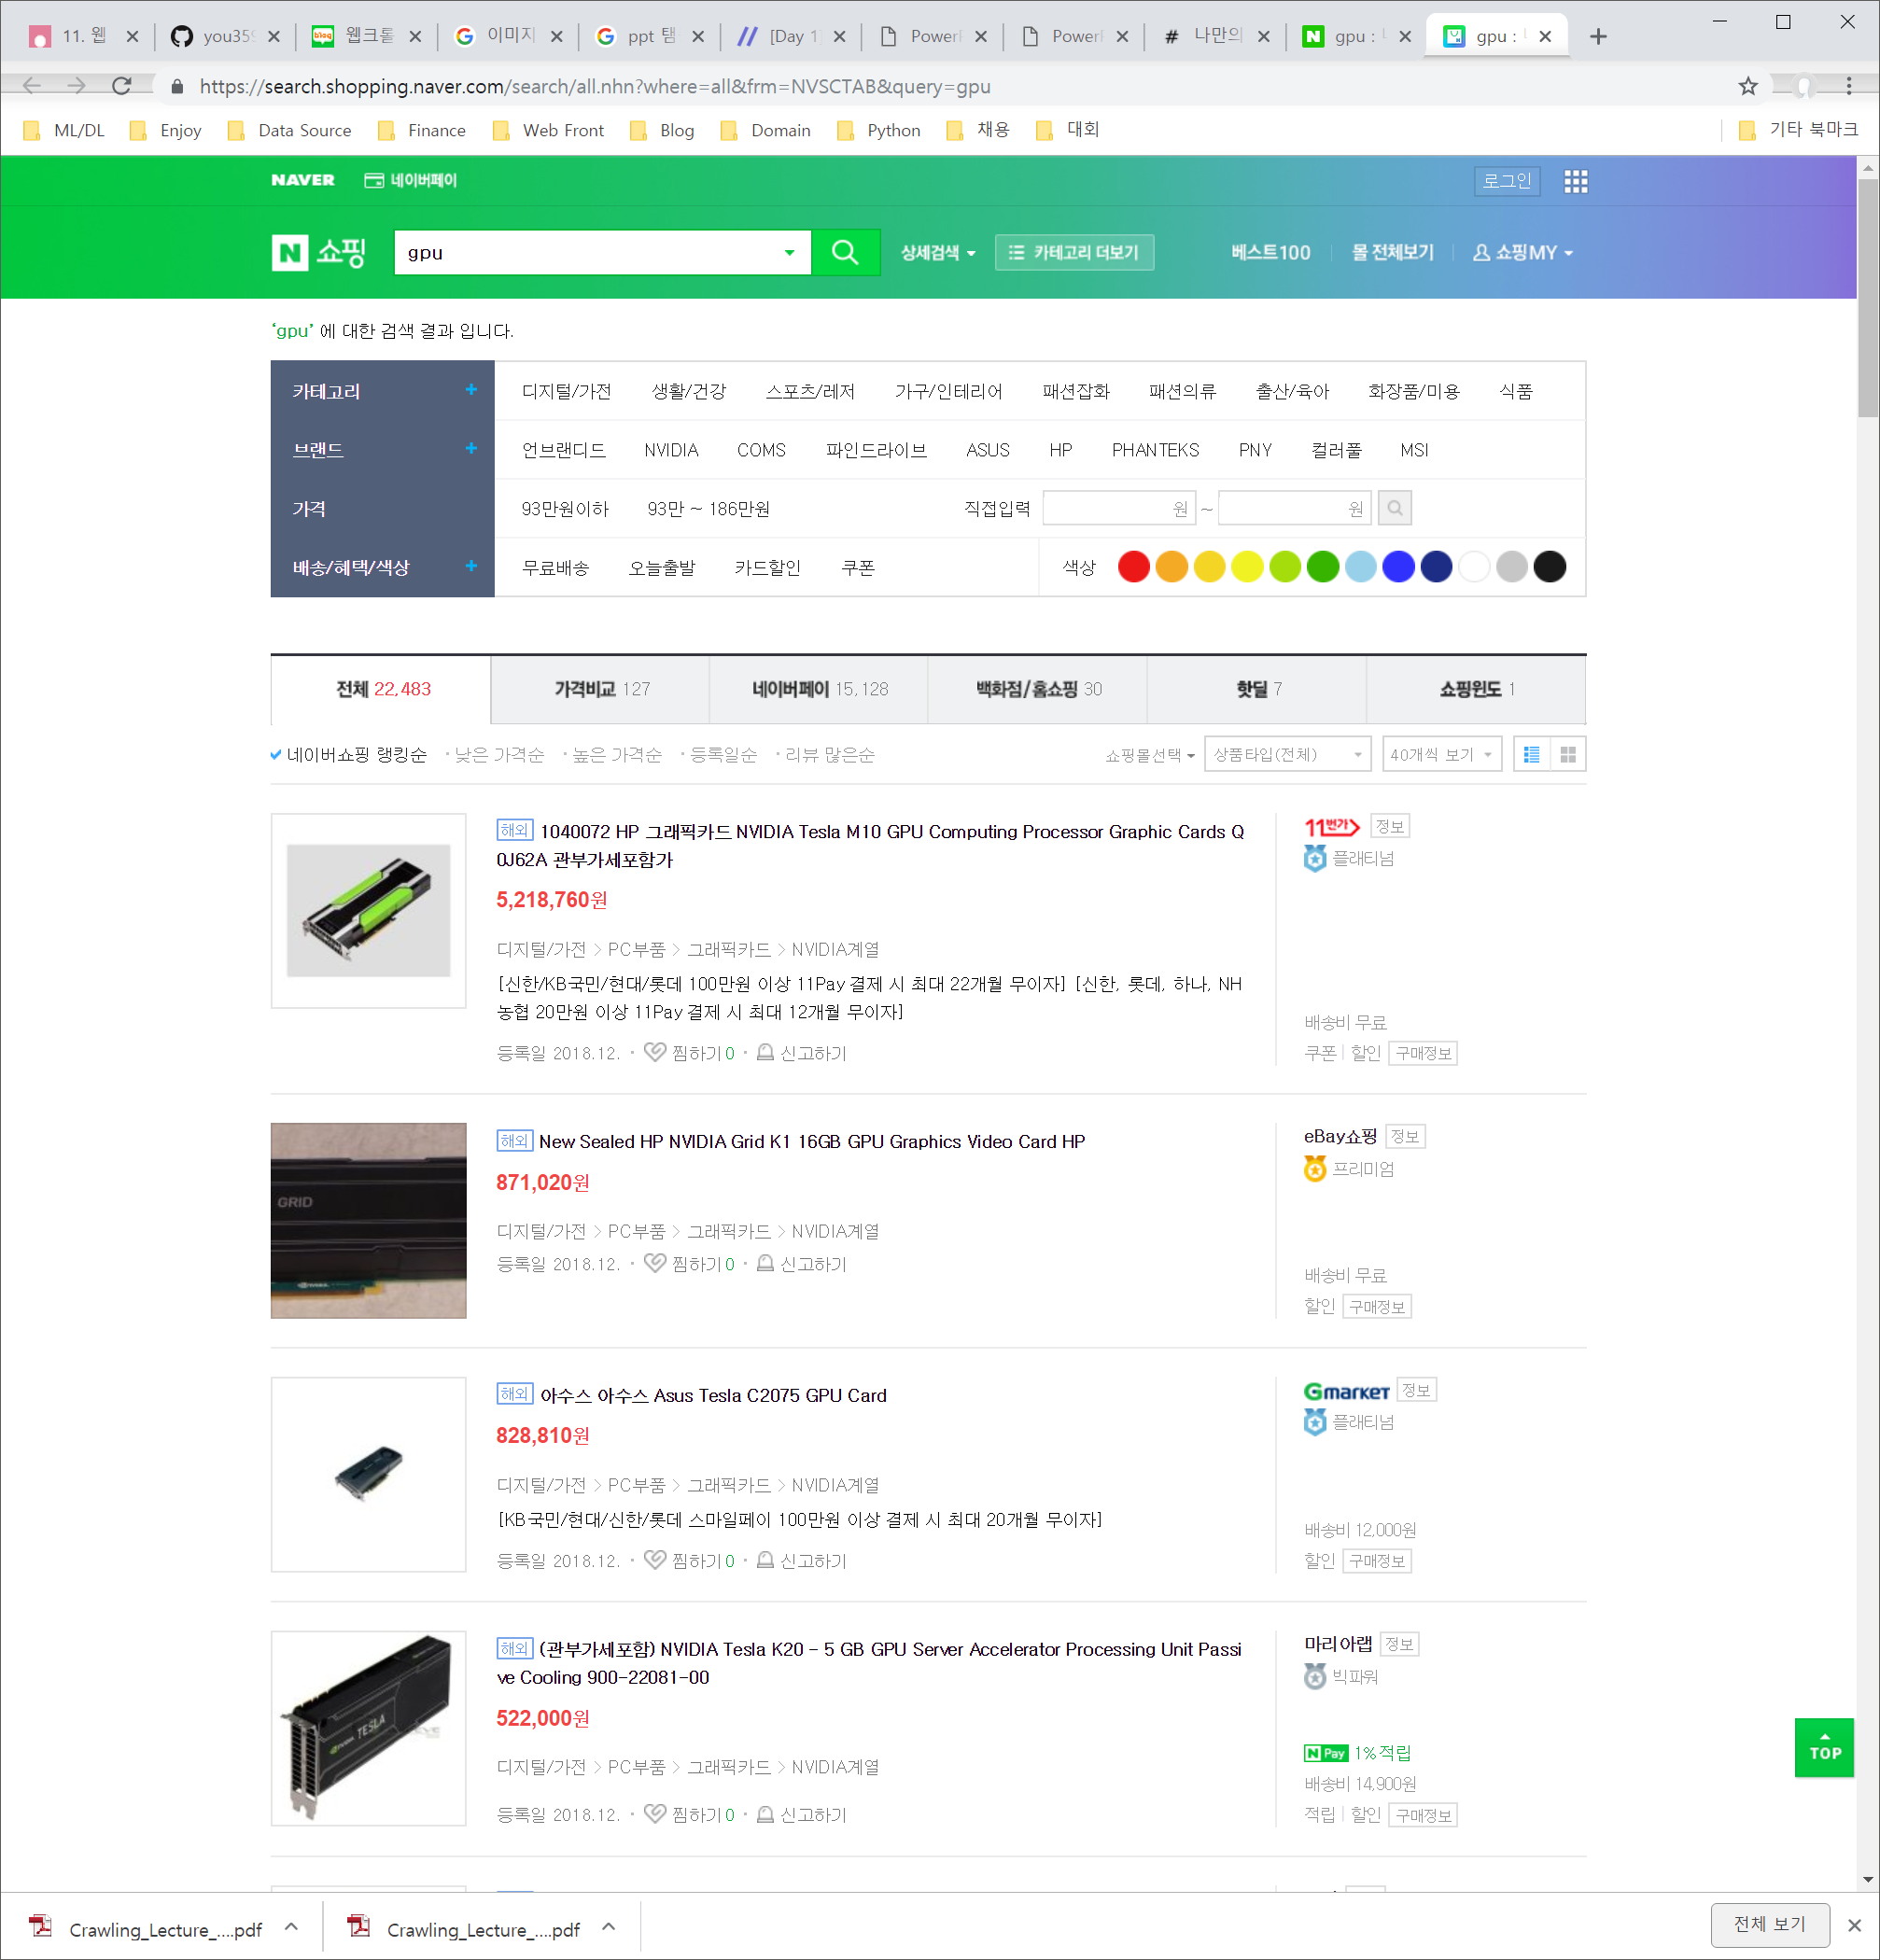 11. 웹
you359
웹크롤
이미지
ppt 탬
[Day 1
Power
Power
나만의
gpu :
gpu :
https://search.shopping.naver.com/search/all.nhn?where=all&frm=NVSCTAB&query=gpu
ML/DL Enjoy Data Source Finance Web Front Blog Domain Python 채용 대회 기타 북마크
NAVER 네이버페이 로그인
N 쇼핑 gpu 상세검색 카테고리 더보기 베스트100 몰 전체보기 쇼핑MY
‘gpu’ 에 대한 검색 결과 입니다.
카테고리 + 디지털/가전 생활/건강 스포츠/레저 가구/인테리어 패션잡화 패션의류 출산/육아 화장품/미용 식품
브랜드 + 언브랜디드 NVIDIA COMS 파인드라이브 ASUS HP PHANTEKS PNY 컬러풀 MSI
가격 93만원이하 93만 ~ 186만원 직접입력 원 ~ 원
배송/혜택/색상 + 무료배송 오늘출발 카드할인 쿠폰 색상
전체 22,483 가격비교 127 네이버페이 15,128 백화점/홈쇼핑 30 핫딜 7 쇼핑윈도 1
네이버쇼핑 랭킹순 · 낮은 가격순 · 높은 가격순 · 등록일순 · 리뷰 많은순 쇼핑몰선택 상품타입(전체) 40개씩 보기
해외 1040072 HP 그래픽카드 NVIDIA Tesla M10 GPU Computing Processor Graphic Cards Q
0J62A 관부가세포함가
5,218,760원
디지털/가전 > PC부품 > 그래픽카드 > NVIDIA계열
[신한/KB국민/현대/롯데 100만원 이상 11Pay 결제 시 최대 22개월 무이자] [신한, 롯데, 하나, NH
농협 20만원 이상 11Pay 결제 시 최대 12개월 무이자]
등록일 2018.12. · 찜하기 0 · 신고하기
11번가 정보
플래티넘
배송비 무료
쿠폰 | 할인 구매정보
GRID
NVIDIA
해외 New Sealed HP NVIDIA Grid K1 16GB GPU Graphics Video Card HP
871,020원
디지털/가전 > PC부품 > 그래픽카드 > NVIDIA계열
등록일 2018.12. · 찜하기 0 · 신고하기
eBay쇼핑 정보
프리미엄
배송비 무료
할인 구매정보
해외 아수스 아수스 Asus Tesla C2075 GPU Card
828,810원
디지털/가전 > PC부품 > 그래픽카드 > NVIDIA계열
[KB국민/현대/신한/롯데 스마일페이 100만원 이상 결제 시 최대 20개월 무이자]
등록일 2018.12. · 찜하기 0 · 신고하기
Gmarket 정보
플래티넘
배송비 12,000원
할인 구매정보
TESLA
해외 (관부가세포함) NVIDIA Tesla K20 - 5 GB GPU Server Accelerator Processing Unit Passi
ve Cooling 900-22081-00
522,000원
디지털/가전 > PC부품 > 그래픽카드 > NVIDIA계열
등록일 2018.12. · 찜하기 0 · 신고하기
마리아랩 정보
빅파워
N Pay 1% 적립
배송비 14,900원
적립 | 할인 구매정보
TOP
Crawling_Lecture_....pdf
Crawling_Lecture_....pdf
전체 보기